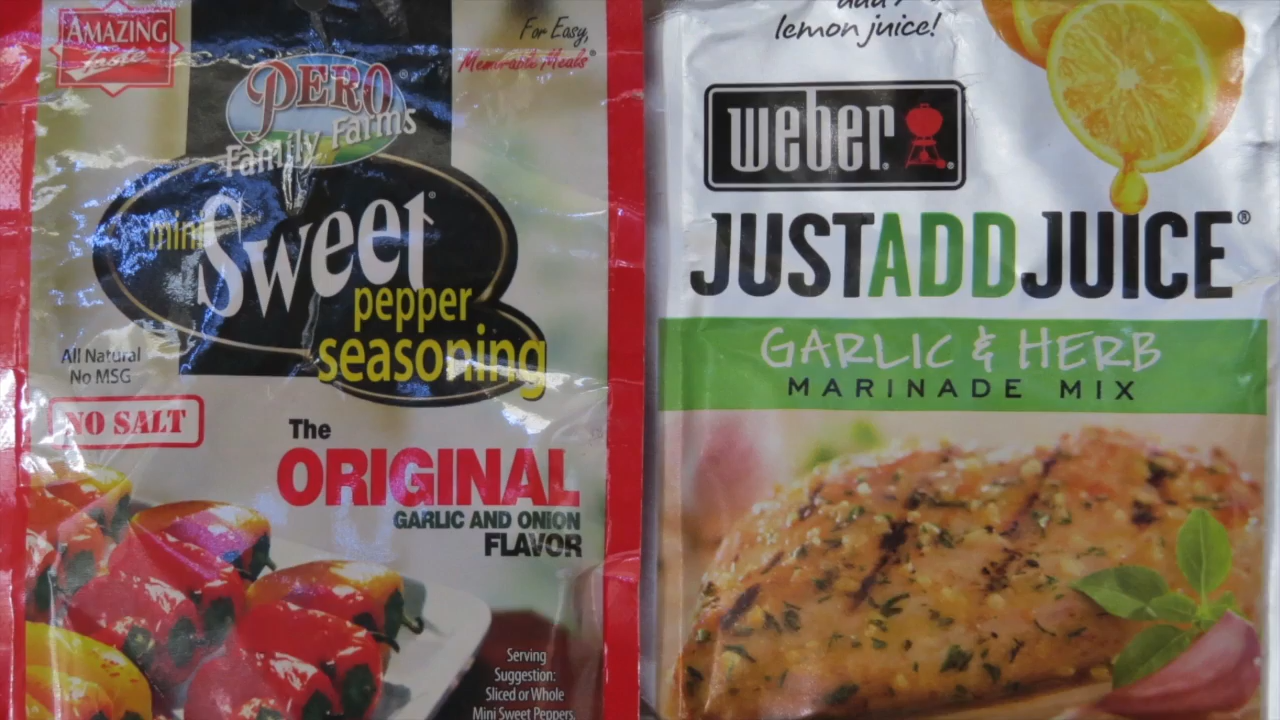 AMAZING
Taste
For Easy,
Memorable Meals®
PERO®
Family Farms
mini
Sweet®
pepper
seasoning
All Natural
No MSG
NO SALT
The
ORIGINAL
GARLIC AND ONION
FLAVOR
Serving
Suggestion:
Sliced or Whole
Mini Sweet Peppers.
lemon juice!
weber®
JUSTADDJUICE®
GARLIC & HERB
MARINADE MIX